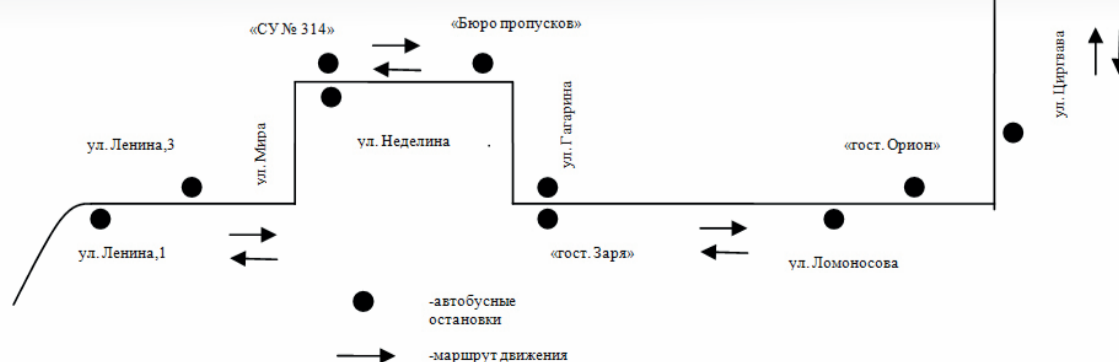 «СУ № 314»
«Бюро пропусков»
ул. Циргвава
ул. Ленина,3
ул. Мира
ул. Неделина
ул. Гагарина
«гост. Орион»
ул. Ленина,1
«гост. Заря»
ул. Ломоносова
-автобусные
остановки
-маршрут движения